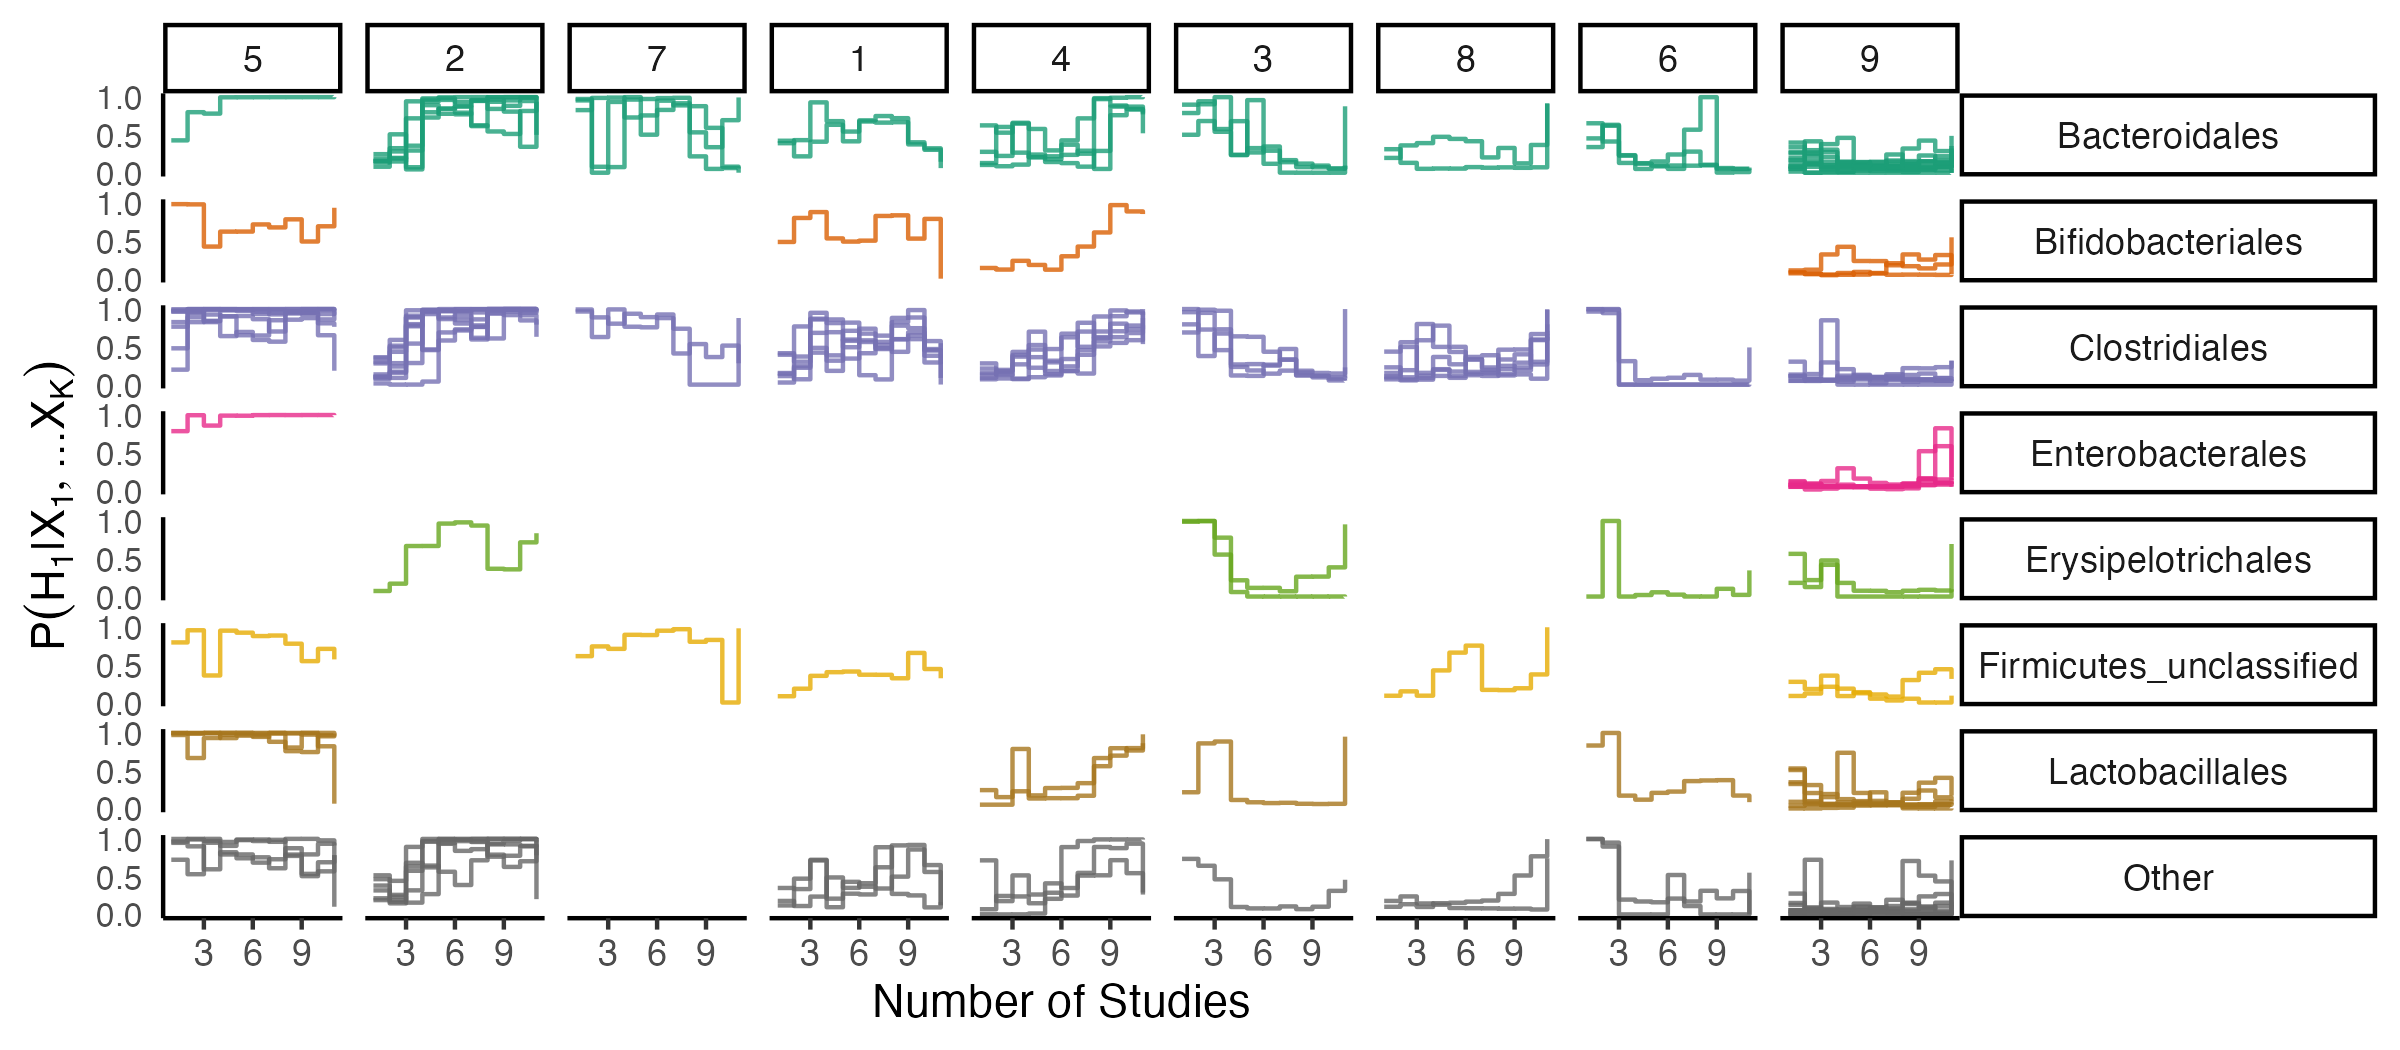 5 2 7 1 4 3 8 6 9
1.0
0.5
0.0
Bacteroidales
1.0
0.5
0.0
Bifidobacteriales
1.0
0.5
0.0
Clostridiales
1.0
0.5
0.0
Enterobacterales
1.0
0.5
0.0
Erysipelotrichales
1.0
0.5
0.0
Firmicutes_unclassified
1.0
0.5
0.0
Lactobacillales
1.0
0.5
0.0
Other
P(H1|X1, ...XK)
3 6 9 3 6 9 3 6 9 3 6 9 3 6 9 3 6 9 3 6 9 3 6 9 3 6 9
Number of Studies